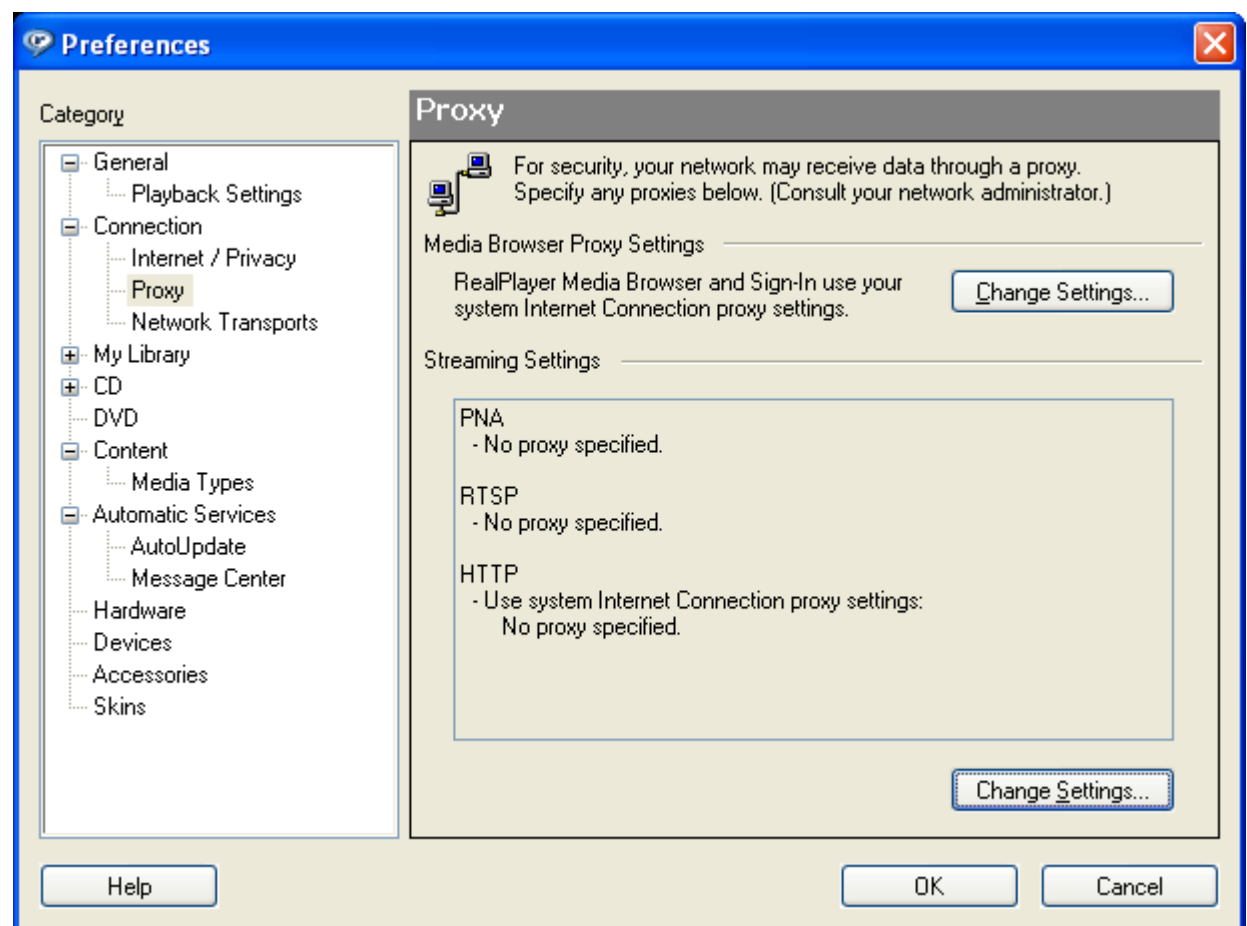 Preferences
Category
General
Playback Settings
Connection
Internet / Privacy
Proxy
Network Transports
My Library
CD
DVD
Content
Media Types
Automatic Services
AutoUpdate
Message Center
Hardware
Devices
Accessories
Skins
Proxy
For security, your network may receive data through a proxy.
Specify any proxies below. (Consult your network administrator.)
Media Browser Proxy Settings
RealPlayer Media Browser and Sign-In use your
system Internet Connection proxy settings.
Change Settings...
Streaming Settings
PNA
- No proxy specified.
RTSP
- No proxy specified.
HTTP
- Use system Internet Connection proxy settings:
No proxy specified.
Change Settings...
Help
OK
Cancel